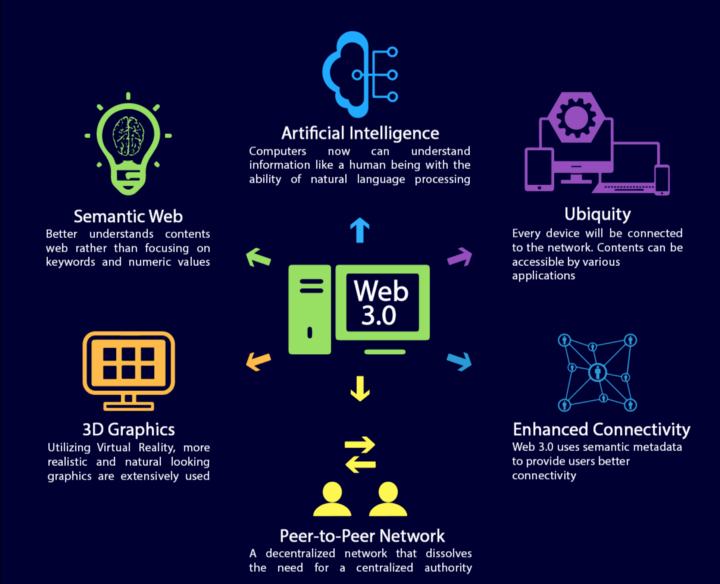 Artificial Intelligence
Computers now can understand
information like a human being with the
ability of natural language processing
Semantic Web
Better understands contents
web rather than focusing on
keywords and numeric values
Ubiquity
Every device will be connected
to the network. Contents can be
accessible by various
applications
Web
3.0
3D Graphics
Utilizing Virtual Reality, more
realistic and natural looking
graphics are extensively used
Enhanced Connectivity
Web 3.0 uses semantic metadata
to provide users better
connectivity
Peer-to-Peer Network
A decentralized network that dissolves
the need for a centralized authority